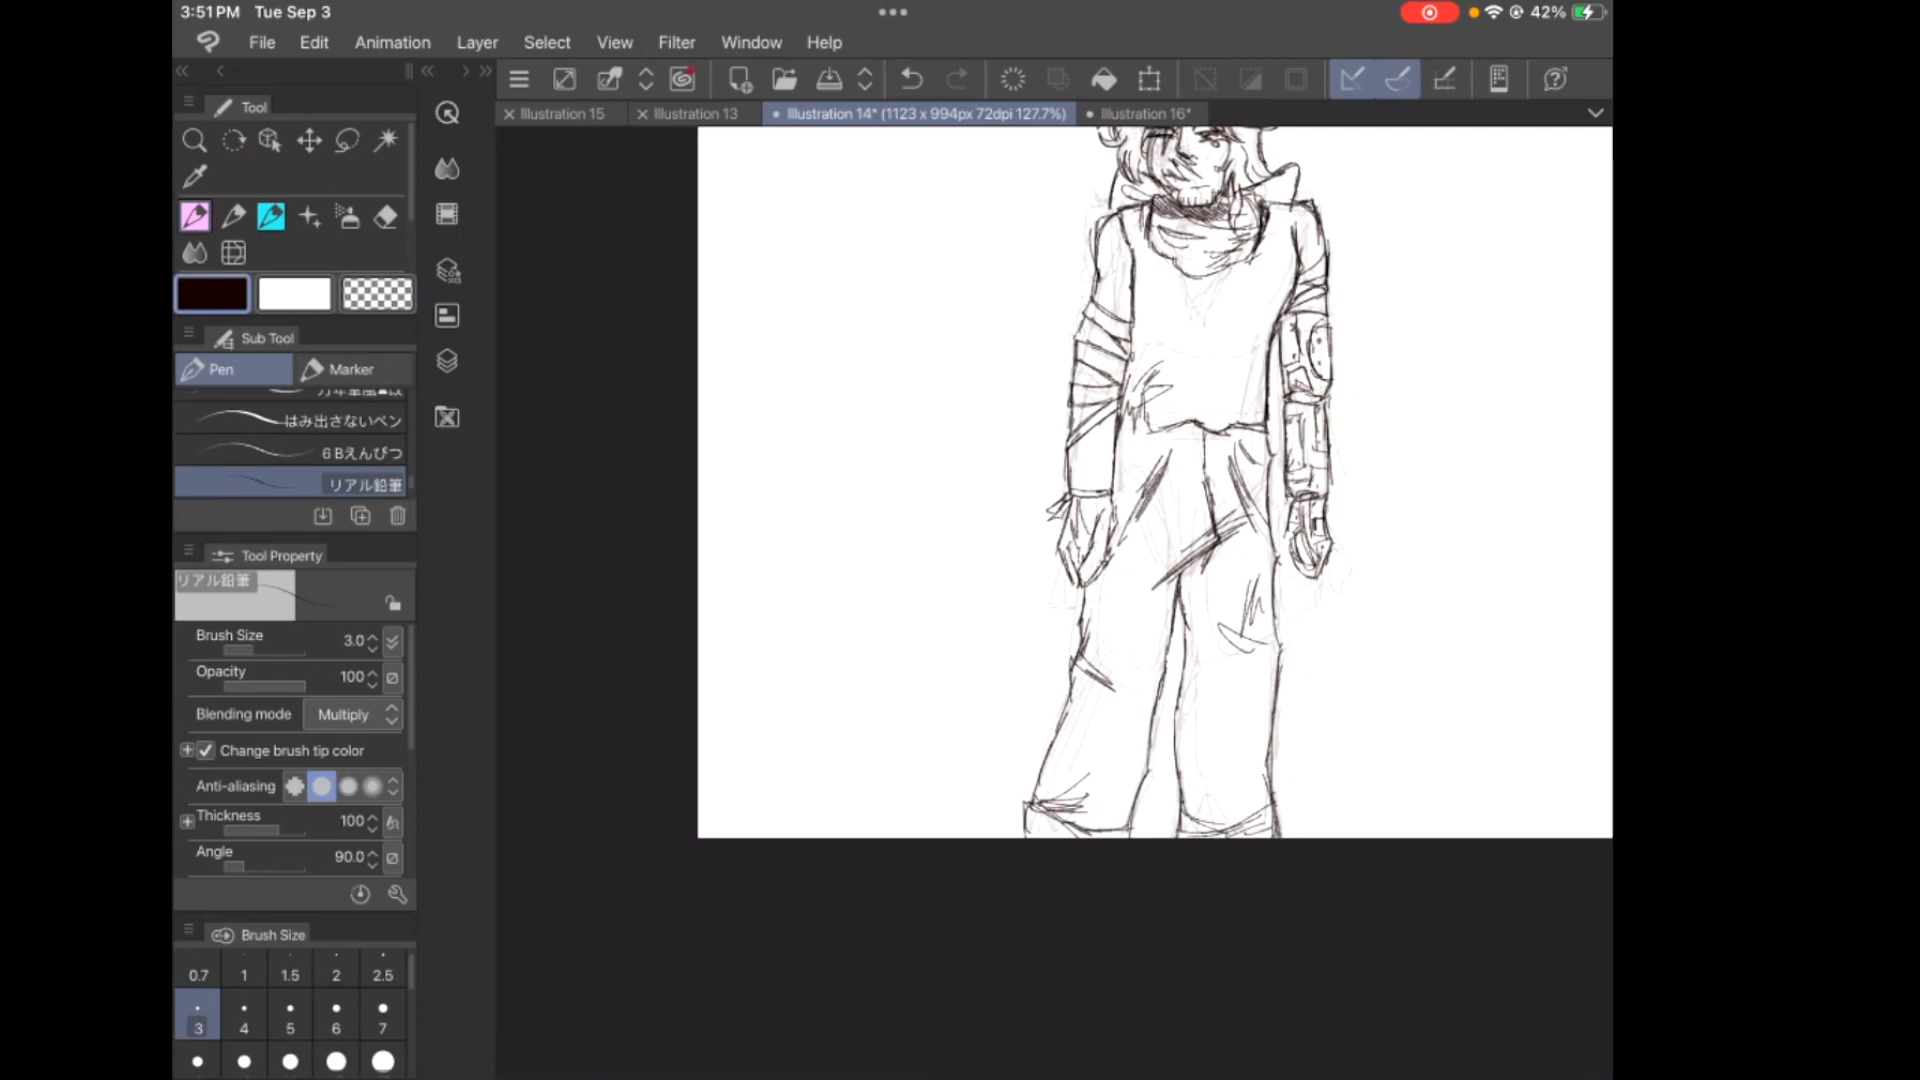 3:51 PM Tue Sep 3
42%
File Edit Animation Layer Select View Filter Window Help
Tool
Illustration 15
Illustration 13
Illustration 14* (1123 x 994px 72dpi 127.7%)
Illustration 16*
Sub Tool
Pen
Marker
はみ出さないペン
6Bえんぴつ
リアル鉛筆
Tool Property
リアル鉛筆
Brush Size 3.0
Opacity 100
Blending mode Multiply
Change brush tip color
Anti-aliasing
Thickness 100
Angle 90.0
Brush Size
0.7 1 1.5 2 2.5
3 4 5 6 7